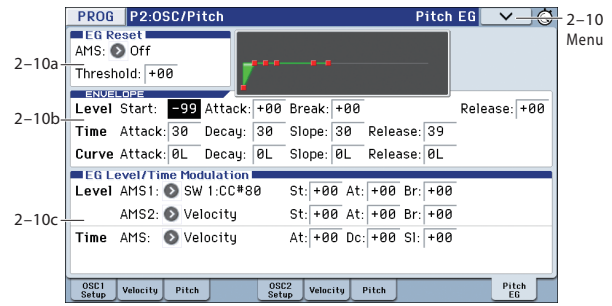 PROG P2:OSC/Pitch Pitch EG
2–10
Menu
EG Reset
AMS: Off
2–10a
Threshold: +00
ENVELOPE
2–10b
Level Start: -99 Attack: +00 Break: +00 Release: +00
Time Attack: 30 Decay: 30 Slope: 30 Release: 39
Curve Attack: 0L Decay: 0L Slope: 0L Release: 0L
EG Level/Time Modulation
Level AMS1: SW 1:CC#80 St: +00 At: +00 Br: +00
2–10c
AMS2: Velocity St: +00 At: +00 Br: +00
Time AMS: Velocity At: +00 Dc: +00 Sl: +00
OSC1 Setup Velocity Pitch OSC2 Setup Velocity Pitch Pitch EG